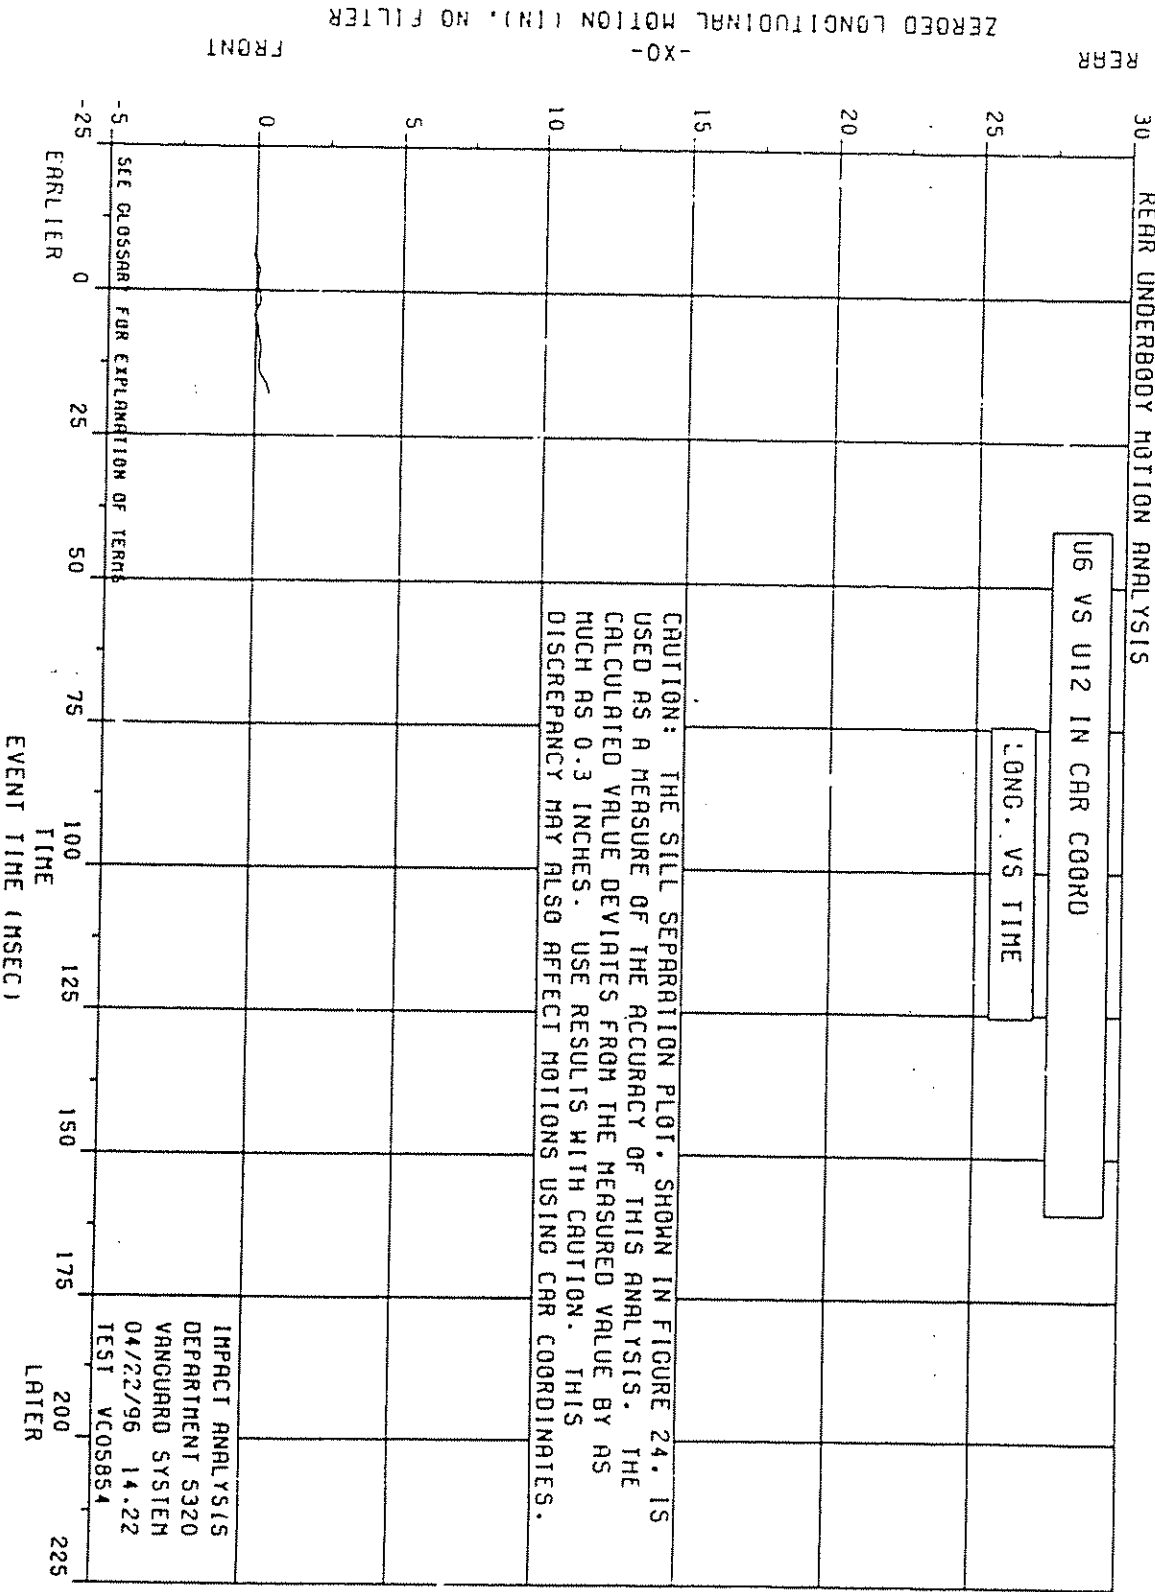 REAR UNDERBODY MOTION ANALYSIS
U6 VS U12 IN CAR COORD
LONG. VS TIME
CAUTION: THE SILL SEPARATION PLOT, SHOWN IN FIGURE 24, IS
USED AS A MEASURE OF THE ACCURACY OF THIS ANALYSIS. THE
CALCULATED VALUE DEVIATES FROM THE MEASURED VALUE BY AS
MUCH AS 0.3 INCHES. USE RESULTS WITH CAUTION. THIS
DISCREPANCY MAY ALSO AFFECT MOTIONS USING CAR COORDINATES.
REAR
-XO-
FRONT
ZEROED LONGITUDINAL MOTION (IN), NO FILTER
30
25
20
15
10
5
0
-5
SEE GLOSSARY FOR EXPLANATION OF TERMS
IMPACT ANALYSIS
DEPARTMENT 5320
VANGUARD SYSTEM
04/22/96 14.22
TEST VC05854
-25 0 25 50 75 100 125 150 175 200 225
EARLIER TIME LATER
EVENT TIME (MSEC)